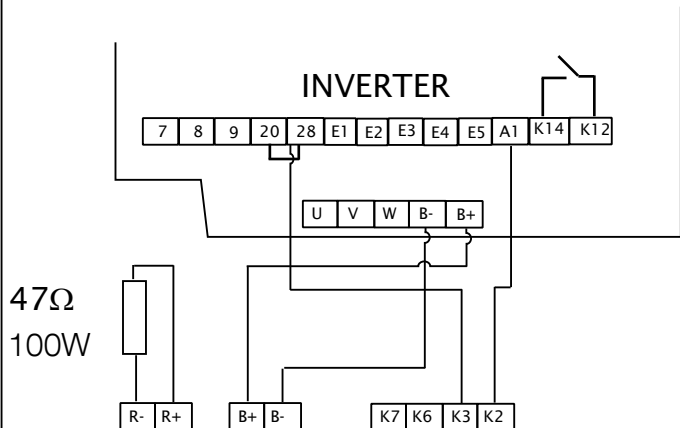 INVERTER
7 8 9 20 28 E1 E2 E3 E4 E5 A1 K14 K12
U V W B- B+
47Ω
100W
R- R+ B+ B- K7 K6 K3 K2